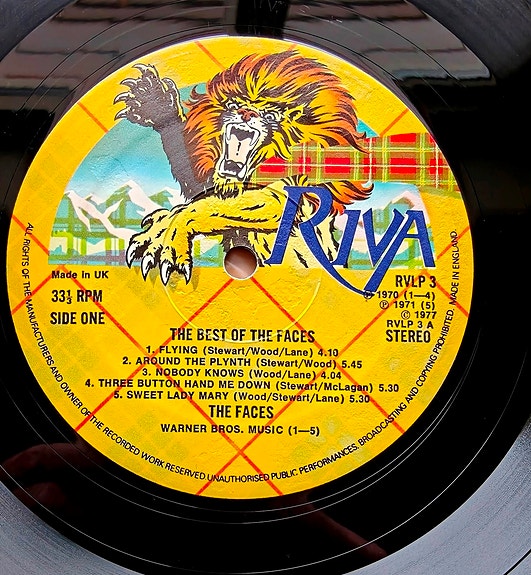 RIVA
Made in UK
33⅓ RPM
SIDE ONE
RVLP 3
℗ 1970 (1–4)
℗ 1971 (5)
© 1977
RVLP 3 A
STEREO
THE BEST OF THE FACES
1. FLYING (Stewart/Wood/Lane) 4.10
2. AROUND THE PLYNTH (Stewart/Wood) 5.45
3. NOBODY KNOWS (Wood/Lane) 4.04
4. THREE BUTTON HAND ME DOWN (Stewart/McLagan) 5.30
5. SWEET LADY MARY (Wood/Stewart/Lane) 5.30
THE FACES
WARNER BROS. MUSIC (1–5)
ALL RIGHTS OF THE MANUFACTURERS AND OWNER OF THE RECORDED WORK RESERVED UNAUTHORISED PUBLIC PERFORMANCES, BROADCASTING AND COPYING PROHIBITED MADE IN ENGLAND